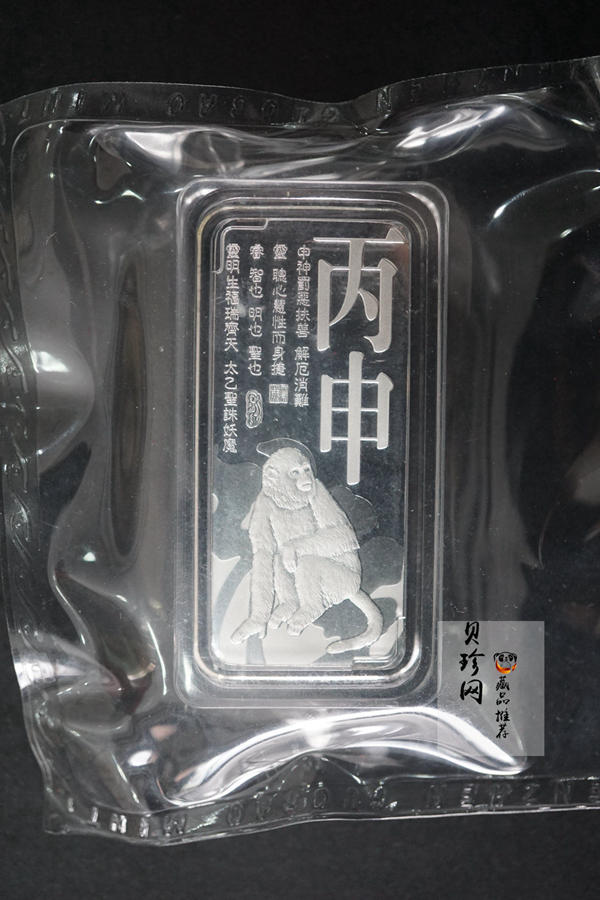 丙申
申神罰惡扶善 解厄消難
靈 聰心慧性而身捷
睿 智也 明也 聖也
靈明生福瑞齊天 太乙聖誅妖魔
貝珍网
藏品推荐